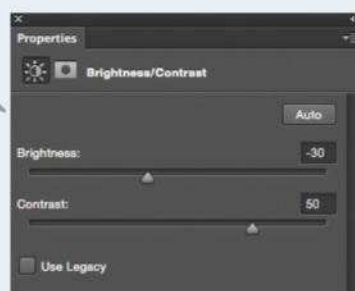 Properties
Brightness/Contrast
Auto
Brightness:
-30
Contrast:
50
Use Legacy